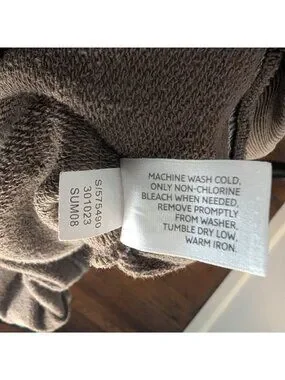 S/575490
301023
SUM08
MACHINE WASH COLD,
ONLY NON-CHLORINE
BLEACH WHEN NEEDED,
REMOVE PROMPTLY
FROM WASHER,
TUMBLE DRY LOW,
WARM IRON.